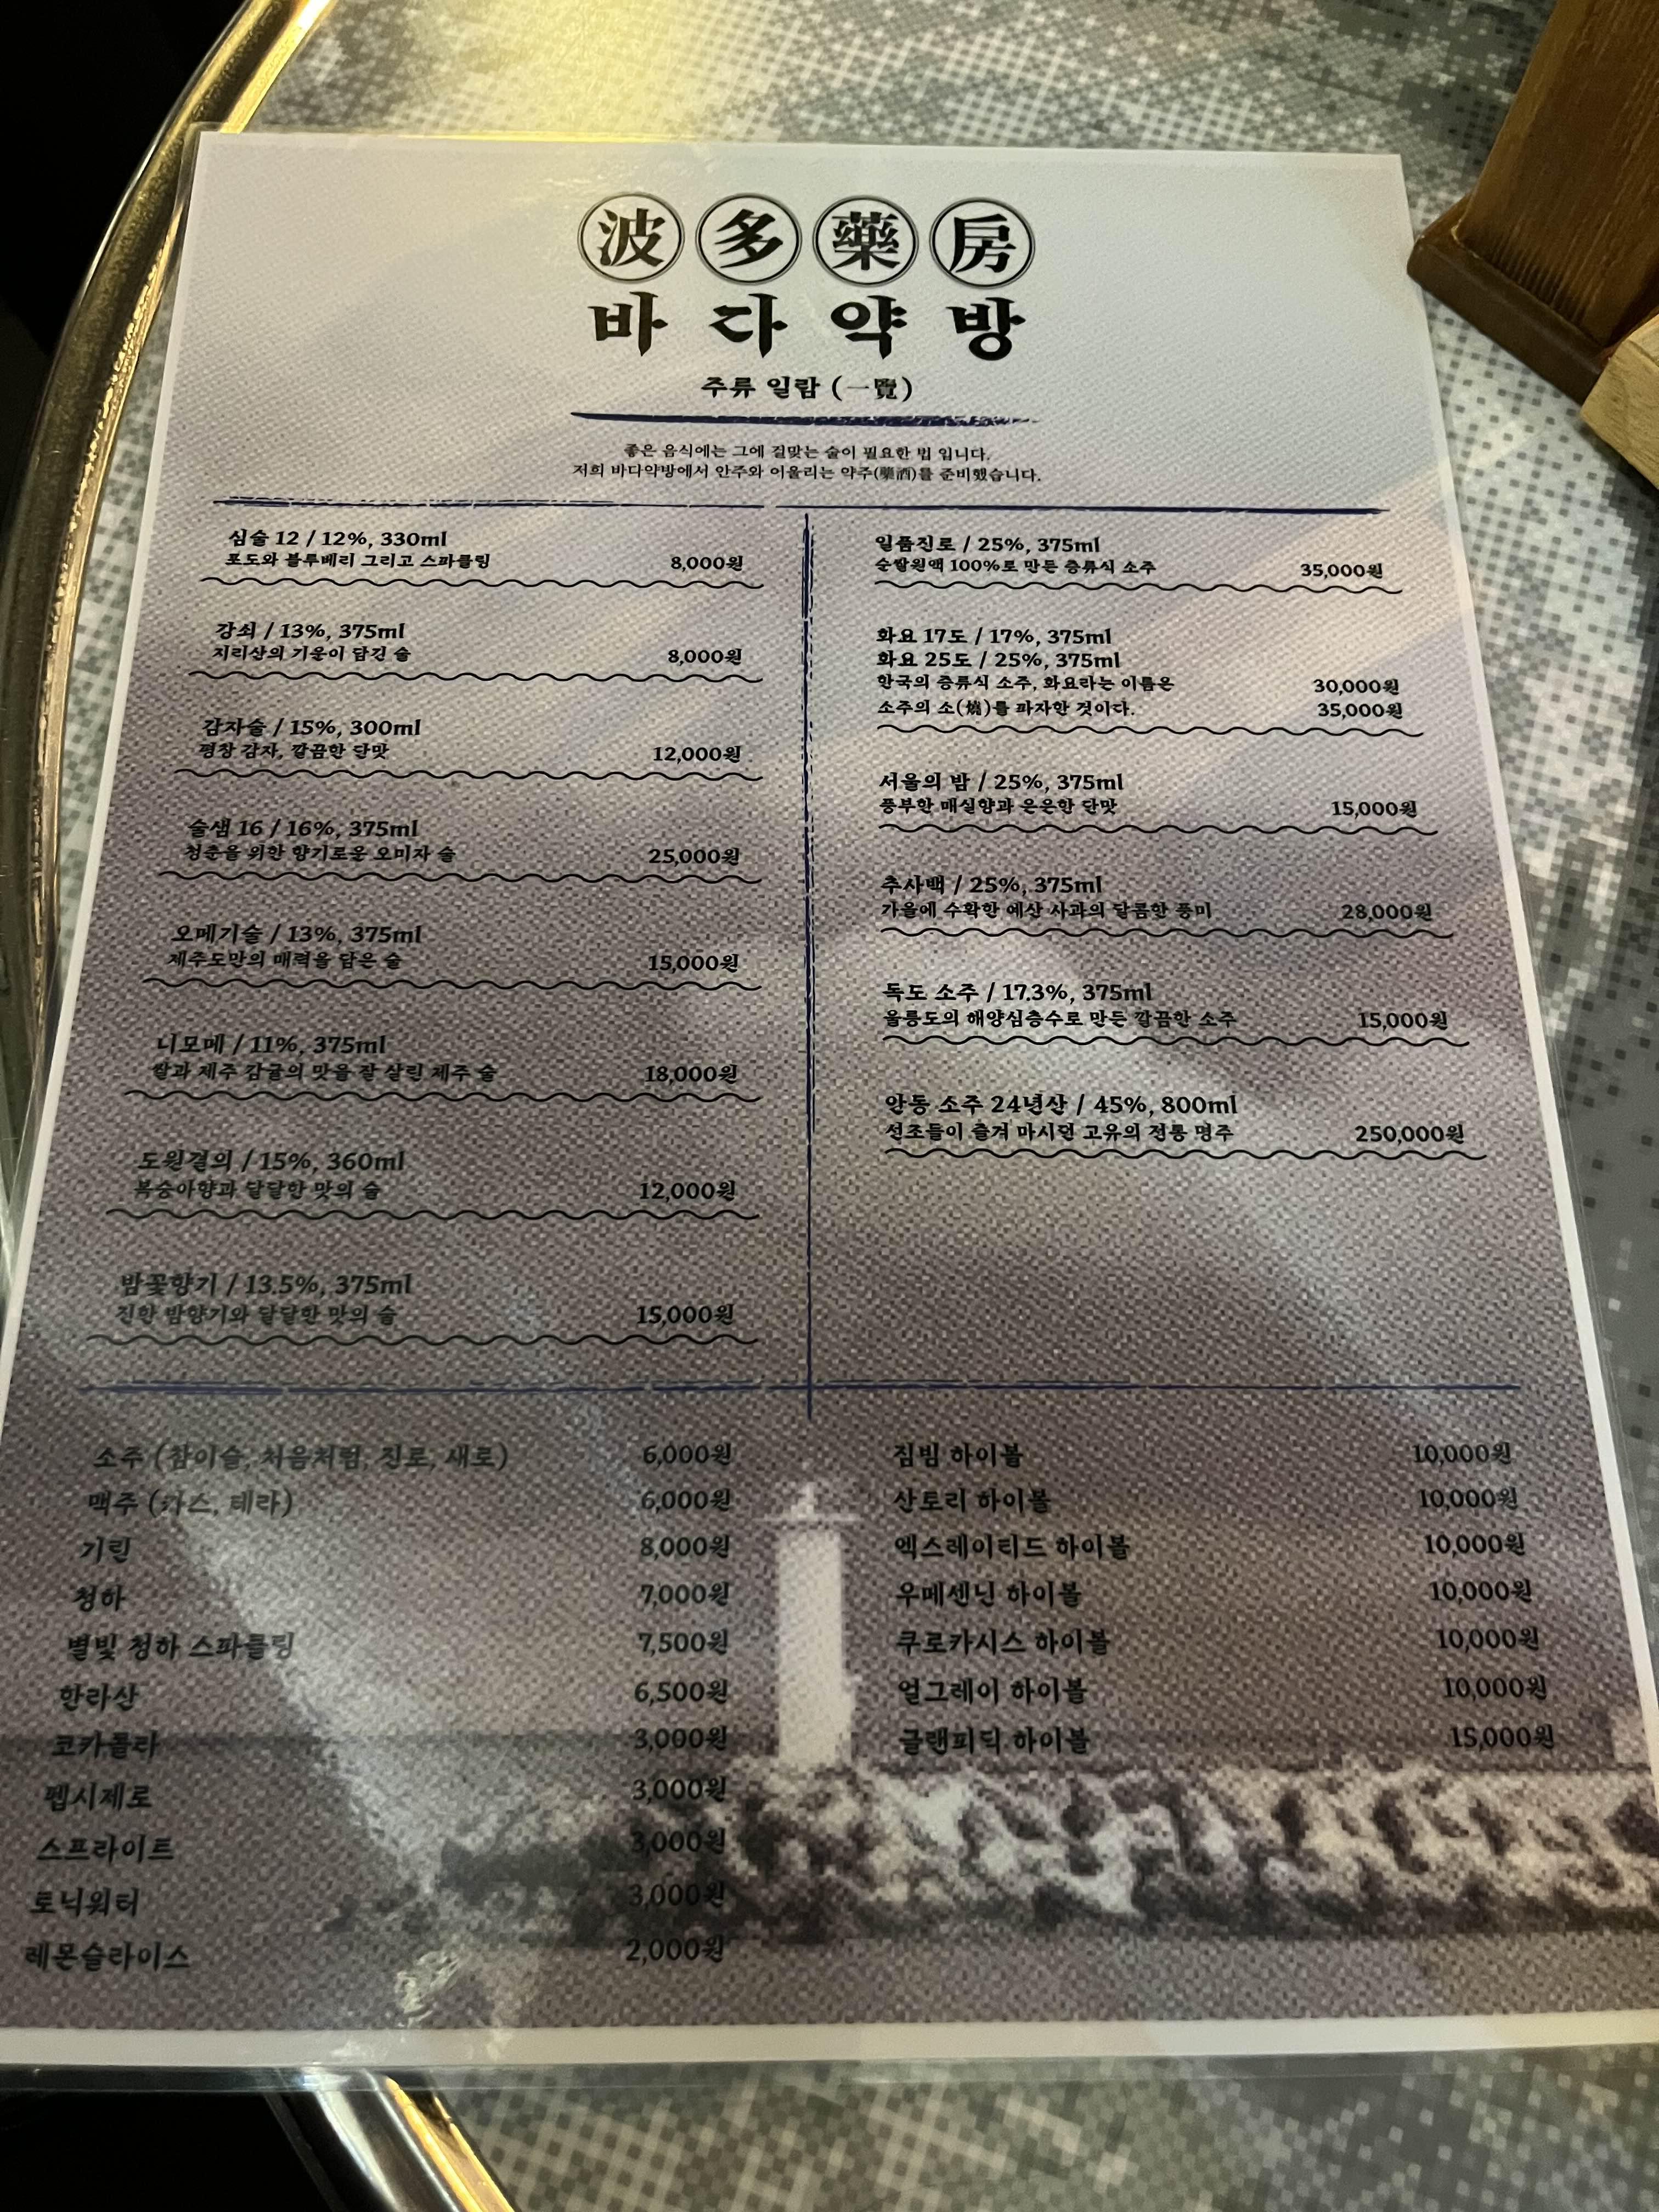 波多藥房
바다약방
주류 일람 (一覽)
좋은 음식에는 그에 걸맞는 술이 필요한 법 입니다.
저희 바다약방에서 안주와 어울리는 약주(藥酒)를 준비했습니다.
심술 12 / 12%, 330ml
포도와 블루베리 그리고 스파클링 8,000원
강쇠 / 13%, 375ml
지리산의 기운이 담긴 술 8,000원
감자술 / 15%, 300ml
평창 감자, 깔끔한 단맛 12,000원
술샘 16 / 16%, 375ml
청춘을 위한 향기로운 오미자 술 25,000원
오메기술 / 13%, 375ml
제주도만의 매력을 담은 술 15,000원
니모메 / 11%, 375ml
쌀과 제주 감귤의 맛을 잘 살린 제주 술 18,000원
도원결의 / 15%, 360ml
복숭아향과 달달한 맛의 술 12,000원
밤꽃향기 / 13.5%, 375ml
진한 밤향기와 달달한 맛의 술 15,000원
일품진로 / 25%, 375ml
순쌀원액 100%로 만든 증류식 소주 35,000원
화요 17도 / 17%, 375ml
화요 25도 / 25%, 375ml
한국의 증류식 소주, 화요라는 이름은 30,000원
소주의 소(燒)를 파자한 것이다. 35,000원
서울의 밤 / 25%, 375ml
풍부한 매실향과 은은한 단맛 15,000원
추사백 / 25%, 375ml
가을에 수확한 예산 사과의 달콤한 풍미 28,000원
독도 소주 / 17.3%, 375ml
울릉도의 해양심층수로 만든 깔끔한 소주 15,000원
안동 소주 24년산 / 45%, 800ml
선조들이 즐겨 마시던 고유의 전통 명주 250,000원
소주 (참이슬, 처음처럼, 진로, 새로) 6,000원
맥주 (카스, 테라) 6,000원
기린 8,000원
청하 7,000원
별빛 청하 스파클링 7,500원
한라산 6,500원
코카콜라 3,000원
펩시제로 3,000원
스프라이트 3,000원
토닉워터 3,000원
레몬슬라이스 2,000원
짐빔 하이볼 10,000원
산토리 하이볼 10,000원
엑스레이티드 하이볼 10,000원
우메센닌 하이볼 10,000원
쿠로카시스 하이볼 10,000원
얼그레이 하이볼 10,000원
글랜피딕 하이볼 15,000원